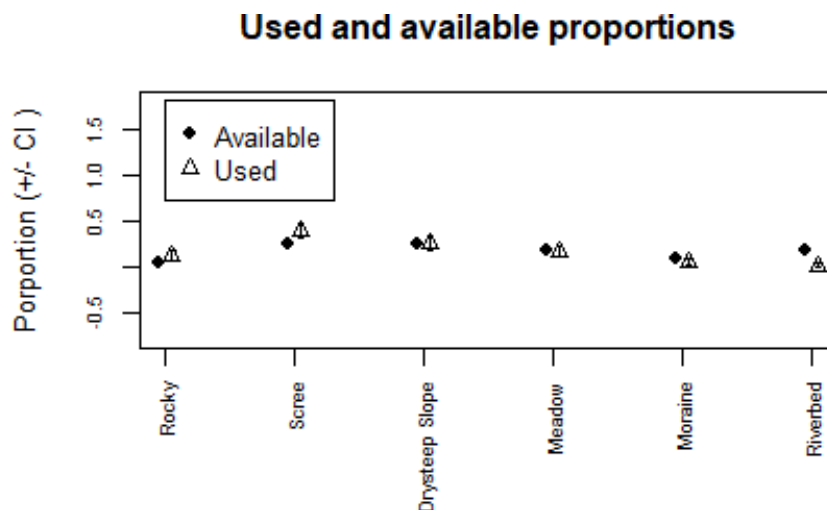 Used and available proportions
Porportion (+/- CI )
1.5
1.0
0.5
-0.5
Available
Used
Rocky
Scree
Drysteep Slope
Meadow
Moraine
Riverbed